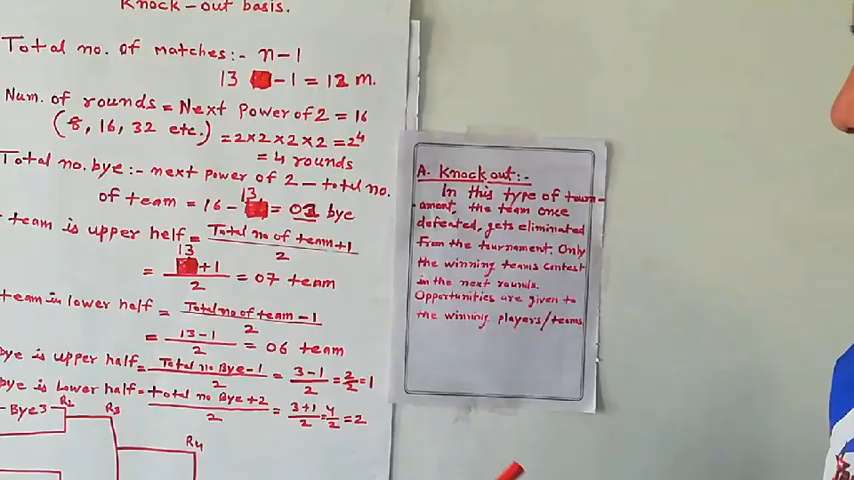 Knock-out basis.
Total no. of matches:- n-1
13 -1 = 12 m.
Num. of rounds = Next power of 2 = 16
(8, 16, 32 etc.) = 2×2×2×2 = 2⁴
= 4 rounds
Total no. bye:- next power of 2 - total no.
of team = 16 - 13 = 03 bye
team is upper helf = Total no of team+1 / 2
= 13 +1 / 2 = 07 team
team in lower half = Total no of team -1 / 2
= 13-1 / 2 = 06 team
bye is upper half = Total no Bye-1 / 2 = 3-1 / 2 = 2/2 = 1
bye is Lower half = total no Bye+2 / 2 = 3+1 / 2 = 4/2 = 2
Bye3 R2 R3
R4
A. Knock out:-
In this type of tourn-
-ament, the team once
defeated, gets eliminated
From the tournament. Only
the winning teams contest
in the next rounds.
Opportunities are given to
the winning players/teams